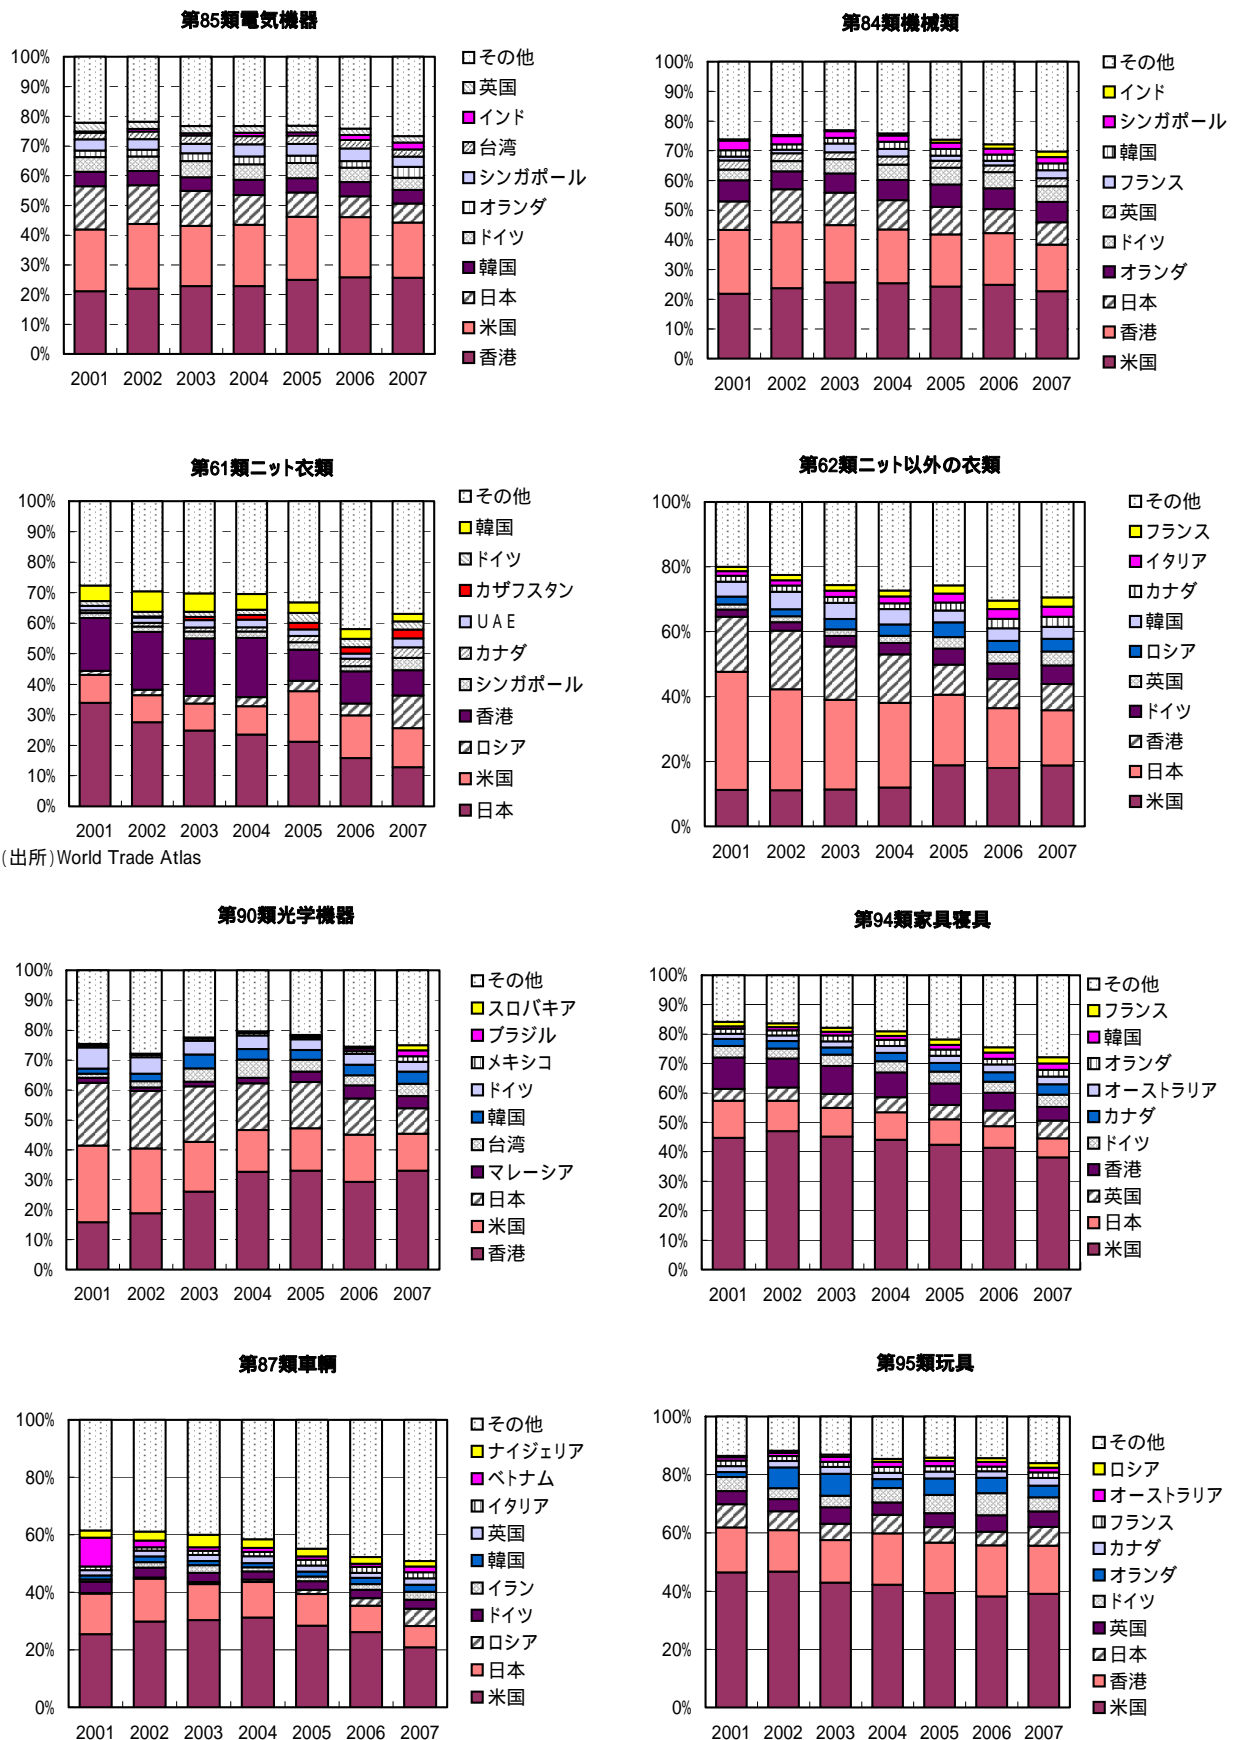 第85類電気機器
100%
90%
80%
70%
60%
50%
40%
30%
20%
10%
0%
2001 2002 2003 2004 2005 2006 2007
その他
英国
インド
台湾
シンガポール
オランダ
ドイツ
韓国
日本
米国
香港
第84類機械類
100%
90%
80%
70%
60%
50%
40%
30%
20%
10%
0%
2001 2002 2003 2004 2005 2006 2007
その他
インド
シンガポール
韓国
フランス
英国
ドイツ
オランダ
日本
香港
米国
第61類ニット衣類
100%
90%
80%
70%
60%
50%
40%
30%
20%
10%
0%
2001 2002 2003 2004 2005 2006 2007
その他
韓国
ドイツ
カザフスタン
UAE
カナダ
シンガポール
香港
ロシア
米国
日本
(出所)World Trade Atlas
第62類ニット以外の衣類
100%
80%
60%
40%
20%
0%
2001 2002 2003 2004 2005 2006 2007
その他
フランス
イタリア
カナダ
韓国
ロシア
英国
ドイツ
香港
日本
米国
第90類光学機器
100%
90%
80%
70%
60%
50%
40%
30%
20%
10%
0%
2001 2002 2003 2004 2005 2006 2007
その他
スロバキア
ブラジル
メキシコ
ドイツ
韓国
台湾
マレーシア
日本
米国
香港
第94類家具寝具
100%
90%
80%
70%
60%
50%
40%
30%
20%
10%
0%
2001 2002 2003 2004 2005 2006 2007
その他
フランス
韓国
オランダ
オーストラリア
カナダ
ドイツ
香港
英国
日本
米国
第87類車輌
100%
80%
60%
40%
20%
0%
2001 2002 2003 2004 2005 2006 2007
その他
ナイジェリア
ベトナム
イタリア
英国
韓国
イラン
ドイツ
ロシア
日本
米国
第95類玩具
100%
80%
60%
40%
20%
0%
2001 2002 2003 2004 2005 2006 2007
その他
ロシア
オーストラリア
フランス
カナダ
オランダ
ドイツ
英国
日本
香港
米国